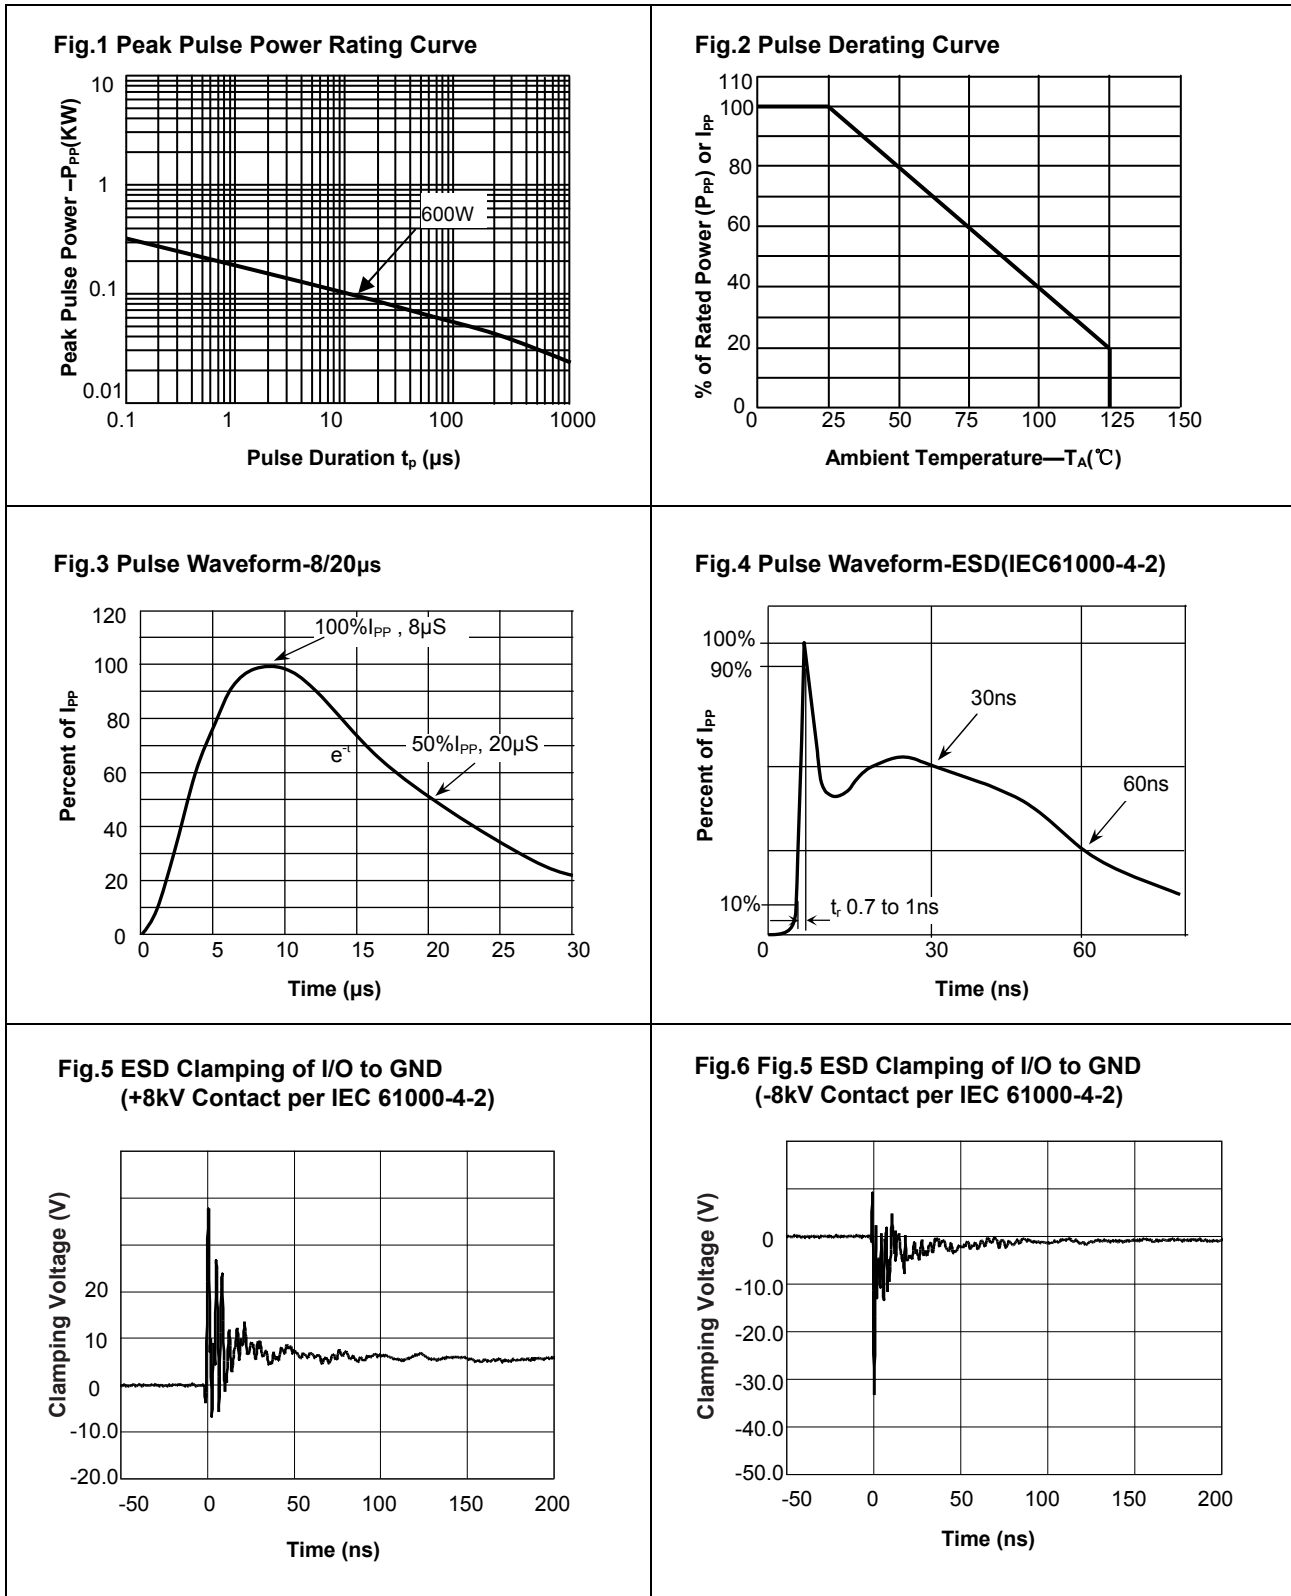 Fig.1 Peak Pulse Power Rating Curve
Peak Pulse Power –PPP(KW)
10
1
0.1
0.01
600W
0.1 1 10 100 1000
Pulse Duration tp (µs)
Fig.2 Pulse Derating Curve
% of Rated Power (PPP) or IPP
110
100
80
60
40
20
0
0 25 50 75 100 125 150
Ambient Temperature—TA(℃)
Fig.3 Pulse Waveform-8/20µs
Percent of IPP
120
100
80
60
40
20
0
100%IPP , 8µS
e-t
50%IPP, 20µS
0 5 10 15 20 25 30
Time (µs)
Fig.4 Pulse Waveform-ESD(IEC61000-4-2)
Percent of IPP
100%
90%
10%
30ns
60ns
tr 0.7 to 1ns
0 30 60
Time (ns)
Fig.5 ESD Clamping of I/O to GND
(+8kV Contact per IEC 61000-4-2)
Clamping Voltage (V)
20
10
0
-10.0
-20.0
-50 0 50 100 150 200
Time (ns)
Fig.6 Fig.5 ESD Clamping of I/O to GND
(-8kV Contact per IEC 61000-4-2)
Clamping Voltage (V)
0
-10.0
-20.0
-30.0
-40.0
-50.0
-50 0 50 100 150 200
Time (ns)